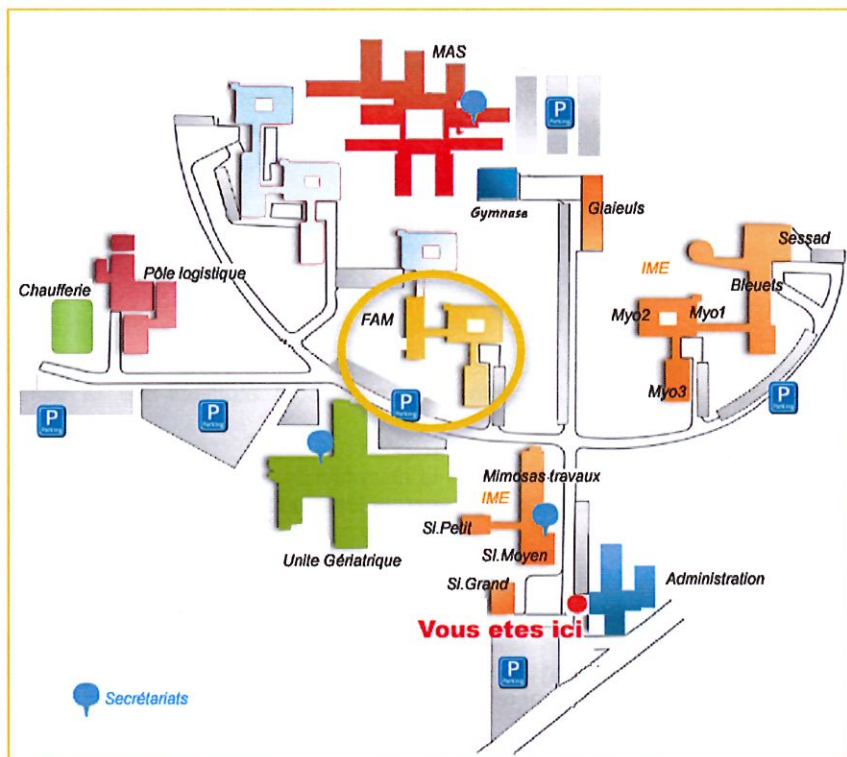 MAS
P
Parking
Gymnase
Glaieuls
Sessad
IME
Bleuets
Pôle logistique
Chaufferie
FAM
Myo2
Myo1
Myo3
P
Parking
P
Parking
P
Parking
P
Parking
Mimosas travaux
IME
Sl.Petit
Unite Gériatrique
Sl.Moyen
Sl.Grand
Administration
Vous etes ici
P
Parking
Secrétariats